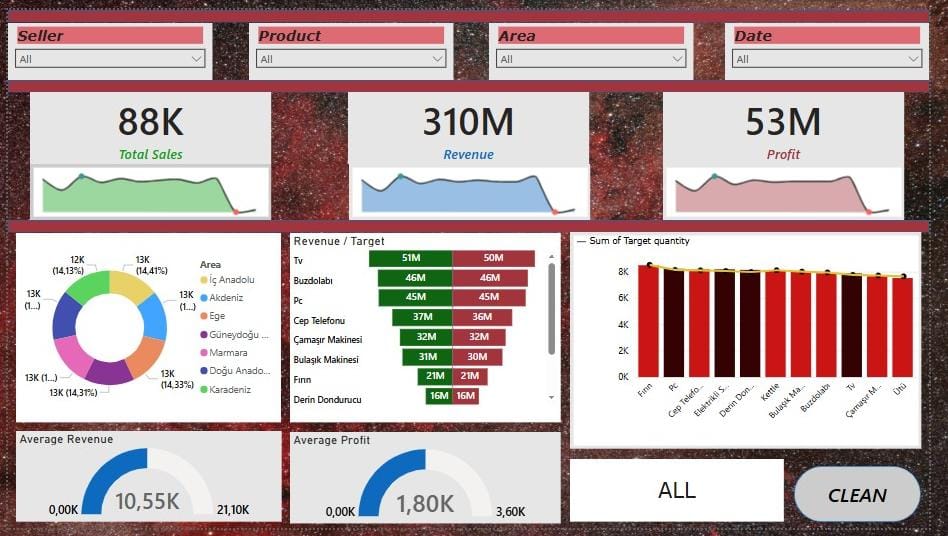 Seller
Product
Area
Date
All
All
All
All
88K
Total Sales
310M
Revenue
53M
Profit
12K
(14,13%)
13K
(14,41%)
13K
(1...)
13K
(14,33%)
13K (14,31%)
13K (1...)
13K
(1...)
Area
İç Anadolu
Akdeniz
Ege
Güneydoğu ...
Marmara
Doğu Anado...
Karadeniz
Revenue / Target
Tv 51M 50M
Buzdolabı 46M 46M
Pc 45M 45M
Cep Telefonu 37M 36M
Çamaşır Makinesi 32M 32M
Bulaşık Makinesi 31M 30M
Fırın 21M 21M
Derin Dondurucu 16M 16M
Sum of Target quantity
8K
6K
4K
2K
0K
Fırın
Pc
Cep Telefo...
Elektrikli S...
Derin Don...
Kettle
Bulaşık Ma...
Buzdolabı
Tv
Çamaşır M...
Ütü
Average Revenue
10,55K
0,00K
21,10K
Average Profit
1,80K
0,00K
3,60K
ALL
CLEAN